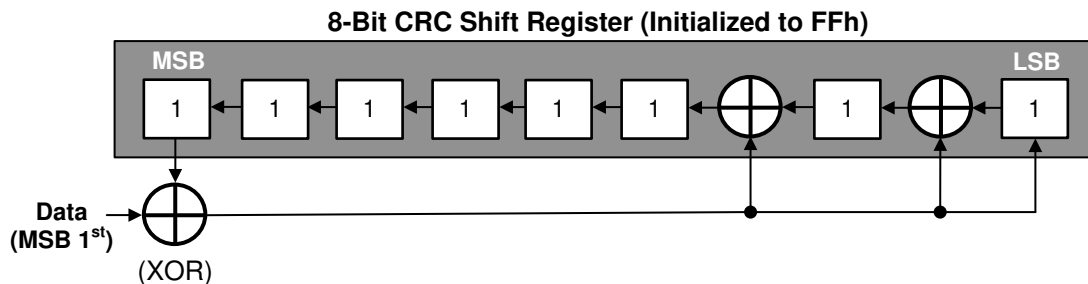 8-Bit CRC Shift Register (Initialized to FFh)
MSB LSB
1 1 1 1 1 1 1 1
Data
(MSB 1st)
(XOR)